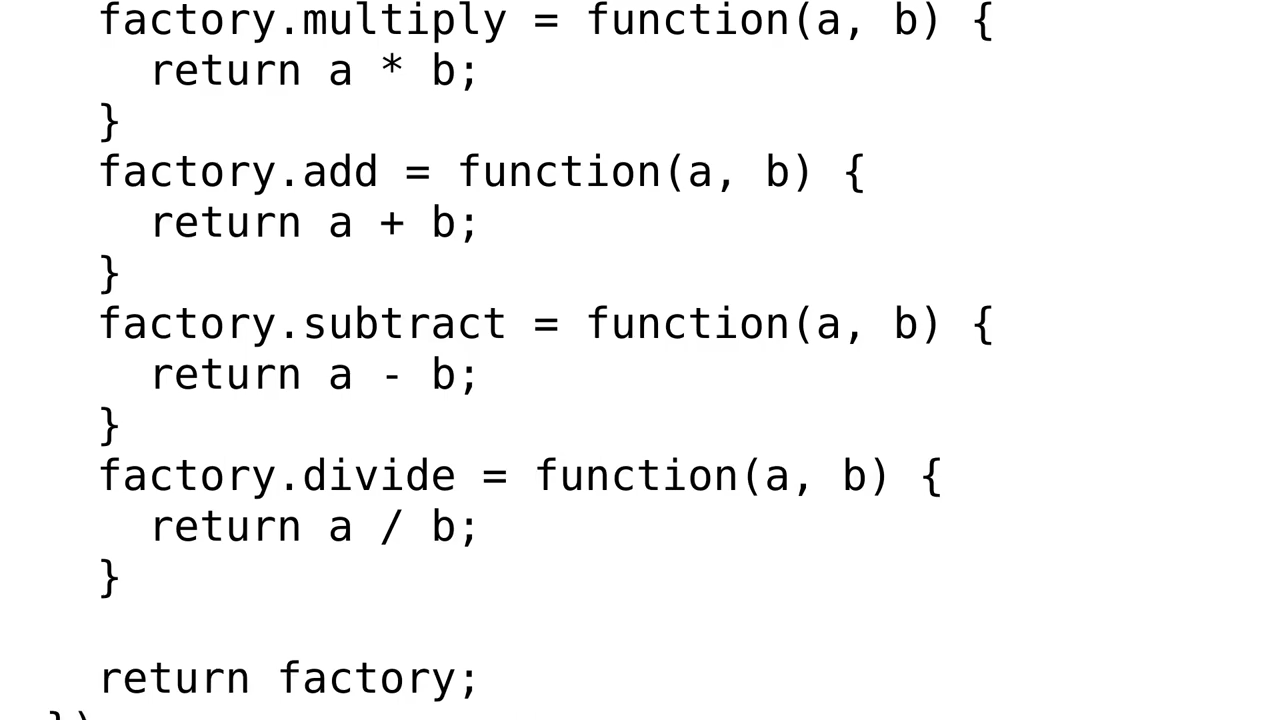 factory.multiply = function(a, b) {
return a * b;
}
factory.add = function(a, b) {
return a + b;
}
factory.subtract = function(a, b) {
return a - b;
}
factory.divide = function(a, b) {
return a / b;
}
return factory;
})